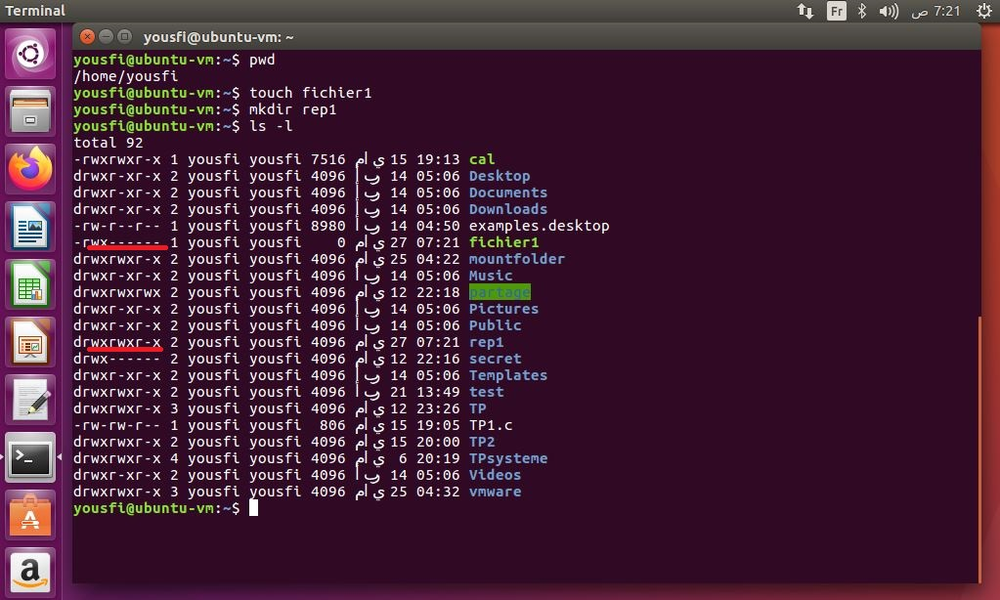 Terminal
Fr
7:21 ص
yousfi@ubuntu-vm: ~
yousfi@ubuntu-vm:~$ pwd
/home/yousfi
yousfi@ubuntu-vm:~$ touch fichier1
yousfi@ubuntu-vm:~$ mkdir rep1
yousfi@ubuntu-vm:~$ ls -l
total 92
-rwxrwxr-x 1 yousfi yousfi 7516 ماي 15 19:13 cal
drwxr-xr-x 2 yousfi yousfi 4096 أبر 14 05:06 Desktop
drwxr-xr-x 2 yousfi yousfi 4096 أبر 14 05:06 Documents
drwxr-xr-x 2 yousfi yousfi 4096 أبر 14 05:06 Downloads
-rw-r--r-- 1 yousfi yousfi 8980 أبر 14 04:50 examples.desktop
-rwx------ 1 yousfi yousfi    0 ماي 27 07:21 fichier1
drwxrwxr-x 2 yousfi yousfi 4096 ماي 25 04:22 mountfolder
drwxr-xr-x 2 yousfi yousfi 4096 أبر 14 05:06 Music
drwxrwxrwx 2 yousfi yousfi 4096 ماي 12 22:18 partage
drwxr-xr-x 2 yousfi yousfi 4096 أبر 14 05:06 Pictures
drwxr-xr-x 2 yousfi yousfi 4096 أبر 14 05:06 Public
drwxrwxr-x 2 yousfi yousfi 4096 ماي 27 07:21 rep1
drwx------ 2 yousfi yousfi 4096 ماي 12 22:16 secret
drwxr-xr-x 2 yousfi yousfi 4096 أبر 14 05:06 Templates
drwxrwxr-x 2 yousfi yousfi 4096 أبر 21 13:49 test
drwxrwxr-x 3 yousfi yousfi 4096 ماي 12 23:26 TP
-rw-rw-r-- 1 yousfi yousfi  806 ماي 15 19:05 TP1.c
drwxrwxr-x 2 yousfi yousfi 4096 ماي 15 20:00 TP2
drwxrwxr-x 4 yousfi yousfi 4096 ماي  6 20:19 TPsysteme
drwxr-xr-x 2 yousfi yousfi 4096 أبر 14 05:06 Videos
drwxrwxr-x 3 yousfi yousfi 4096 ماي 25 04:32 vmware
yousfi@ubuntu-vm:~$